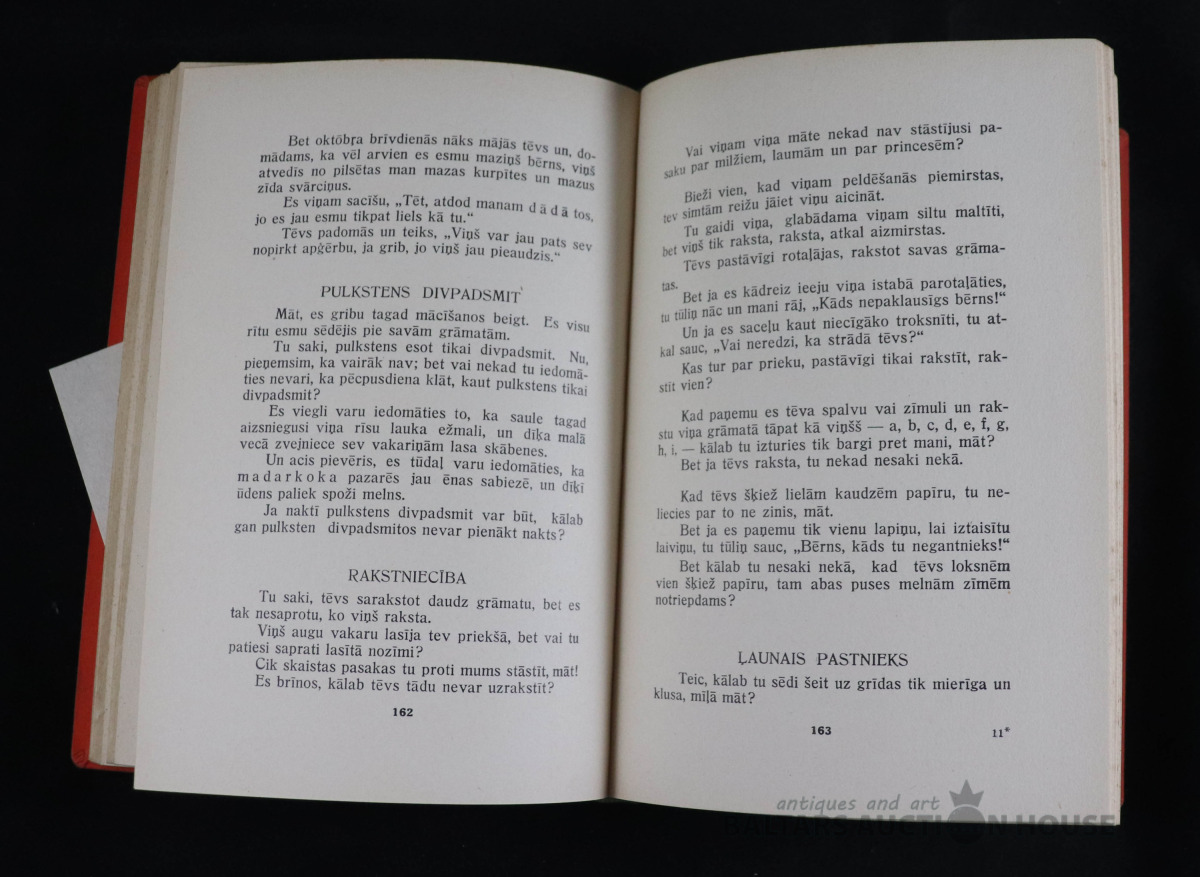 Bet oktōbŗa brīvdienās nāks mājās tēvs un, do-
mādams, ka vēl arvien es esmu maziņš bērns, viņš
atvedīs no pilsētas man mazas kurpītes un mazus
zīda svārciņus.
Es viņam sacīšu, „Tēt, atdod manam d ā d ā tos,
jo es jau esmu tikpat liels kā tu.“
Tēvs padomās un teiks, „Viņš var jau pats sev
nopirkt apģērbu, ja grib, jo viņš jau pieaudzis.“
PULKSTENS DIVPADSMIT
Māt, es gribu tagad mācīšanos beigt. Es visu
rītu esmu sēdējis pie savām grāmatām.
Tu saki, pulkstens esot tikai divpadsmit. Nu,
pieņemsim, ka vairāk nav; bet vai nekad tu iedomā-
ties nevari, ka pēcpusdiena klāt, kaut pulkstens tikai
divpadsmit?
Es viegli varu iedomāties to, ka saule tagad
aizsniegusi viņa rīsu lauka ežmali, un dīķa malā
vecā zvejniece sev vakariņām lasa skābenes.
Un acis pievēris, es tūdaļ varu iedomāties, ka
m a d a r k o k a pazarēs jau ēnas sabiezē, un dīķī
ūdens paliek spoži melns.
Ja naktī pulkstens divpadsmit var būt, kālab
gan pulksten divpadsmitos nevar pienākt nakts?
RAKSTNIECĪBA
Tu saki, tēvs sarakstot daudz grāmatu, bet es
tak nesaprotu, ko viņš raksta.
Viņš augu vakaru lasīja tev priekšā, bet vai tu
patiesi saprati lasītā nozīmi?
Cik skaistas pasakas tu proti mums stāstīt, māt!
Es brīnos, kālab tēvs tādu nevar uzrakstīt?
162
Vai viņam viņa māte nekad nav stāstījusi pa-
saku par milžiem, laumām un par princesēm?
Bieži vien, kad viņam peldēšanās piemirstas,
tev simtām reižu jāiet viņu aicināt.
Tu gaidi viņa, glabādama viņam siltu maltīti,
bet viņš tik raksta, raksta, atkal aizmirstas.
Tēvs pastāvīgi rotaļājas, rakstot savas grāma-
tas.
Bet ja es kādreiz ieeju viņa istabā parotaļāties,
tu tūliņ nāc un mani rāj, „Kāds nepaklausīgs bērns!“
Un ja es saceļu kaut niecīgāko troksnīti, tu at-
kal sauc, „Vai neredzi, ka strādā tēvs?“
Kas tur par prieku, pastāvīgi tikai rakstīt, rak-
stīt vien?
Kad paņemu es tēva spalvu vai zīmuli un rak-
stu viņa grāmatā tāpat kā viņšš — a, b, c, d, e, f, g,
h, i, — kālab tu izturies tik bargi pret mani, māt?
Bet ja tēvs raksta, tu nekad nesaki nekā.
Kad tēvs šķiež lielām kaudzēm papīru, tu ne-
liecies par to ne zinis, māt.
Bet ja es paņemu tik vienu lapiņu, lai iztaisītu
laiviņu, tu tūliņ sauc, „Bērns, kāds tu negantnieks!“
Bet kālab tu nesaki nekā, kad tēvs loksnēm
vien šķiež papīru, tam abas puses melnām zīmēm
notriepdams?
ĻAUNAIS PASTNIEKS
Teic, kālab tu sēdi šeit uz grīdas tik mierīga un
klusa, mīļā māt?
163
11*
antiques and art
BALTARS AUCTION HOUSE